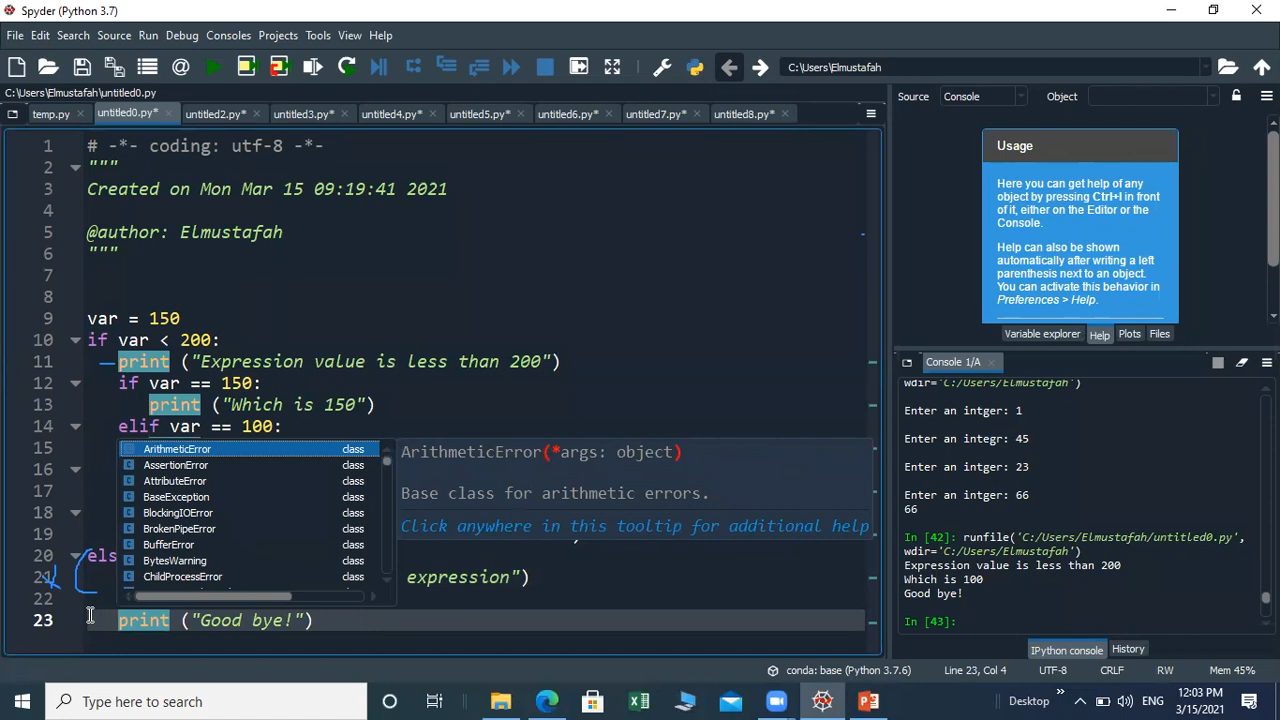 Spyder (Python 3.7)
File Edit Search Source Run Debug Consoles Projects Tools View Help
C:\Users\Elmustafah
C:\Users\Elmustafah\untitled0.py
temp.py untitled0.py* untitled2.py* untitled3.py* untitled4.py* untitled5.py* untitled6.py* untitled7.py* untitled8.py*
1 # -*- coding: utf-8 -*-
2 """
3 Created on Mon Mar 15 09:19:41 2021
4
5 @author: Elmustafah
6 """
7
8
9 var = 150
10 if var < 200:
11 print ("Expression value is less than 200")
12 if var == 150:
13 print ("Which is 150")
14 elif var == 100:
15
16
17
18
19
20 els
21 expression")
22
23 print ("Good bye!")
ArithmeticError class
AssertionError class
AttributeError class
BaseException class
BlockingIOError class
BrokenPipeError class
BufferError class
BytesWarning class
ChildProcessError class
ArithmeticError(*args: object)
Base class for arithmetic errors.
Click anywhere in this tooltip for additional help
Source Console Object
Usage
Here you can get help of any
object by pressing Ctrl+I in front
of it, either on the Editor or the
Console.
Help can also be shown
automatically after writing a left
parenthesis next to an object.
You can activate this behavior in
Preferences > Help.
Variable explorer Help Plots Files
Console 1/A
wdir='C:/Users/Elmustafah')
Enter an intger: 1
Enter an intger: 45
Enter an intger: 23
Enter an intger: 66
66
In [42]: runfile('C:/Users/Elmustafah/untitled0.py',
wdir='C:/Users/Elmustafah')
Expression value is less than 200
Which is 100
Good bye!
In [43]:
IPython console History
conda: base (Python 3.7.6) Line 23, Col 4 UTF-8 CRLF RW Mem 45%
Type here to search
Desktop ENG
12:03 PM
3/15/2021